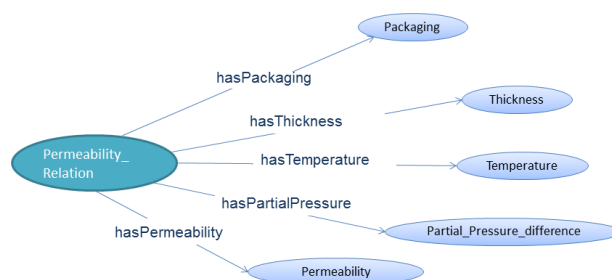 Packaging
hasPackaging
Thickness
hasThickness
Permeability_
Relation
hasTemperature
Temperature
hasPartialPressure
hasPermeability
Partial_Pressure_difference
Permeability